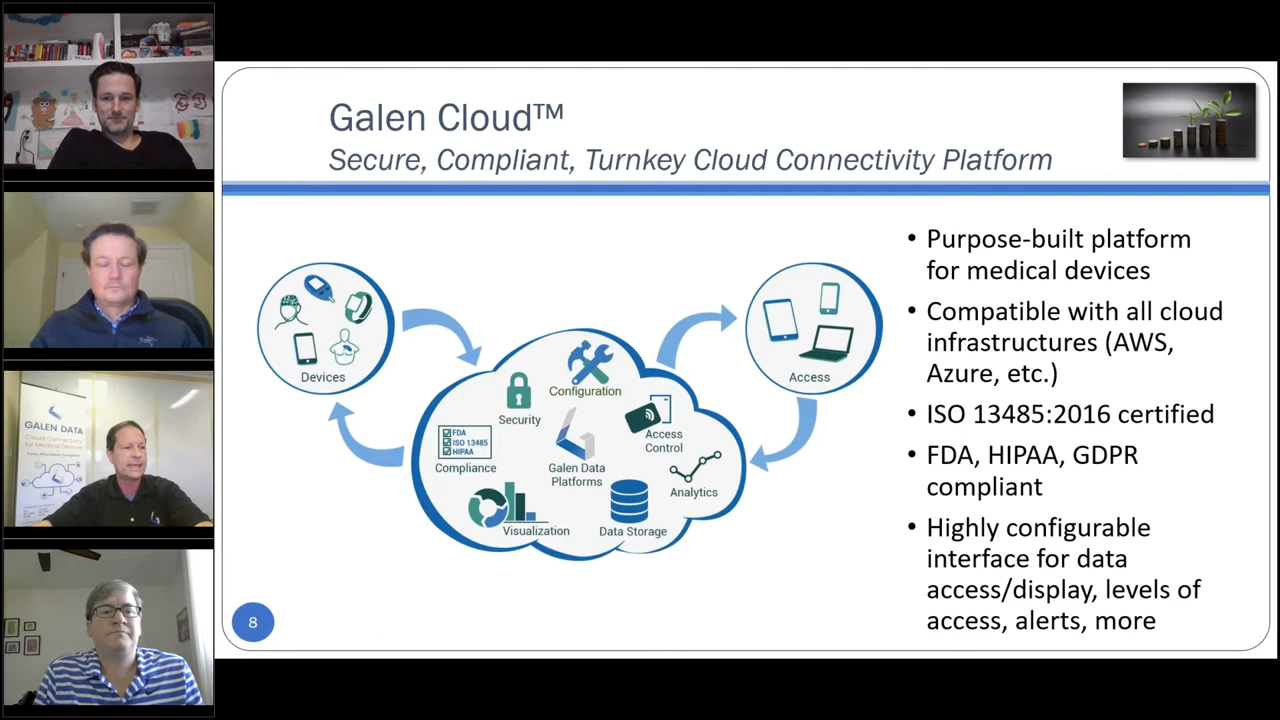 Galen Cloud™
Secure, Compliant, Turnkey Cloud Connectivity Platform
Devices
Access
Configuration
Security
Access
Control
FDA
ISO 13485
HIPAA
Compliance
Galen Data
Platforms
Analytics
Visualization
Data Storage
• Purpose-built platform
for medical devices
• Compatible with all cloud
infrastructures (AWS,
Azure, etc.)
• ISO 13485:2016 certified
• FDA, HIPAA, GDPR
compliant
• Highly configurable
interface for data
access/display, levels of
access, alerts, more
8
GALEN DATA
Cloud Connectivity
for Medical Devices